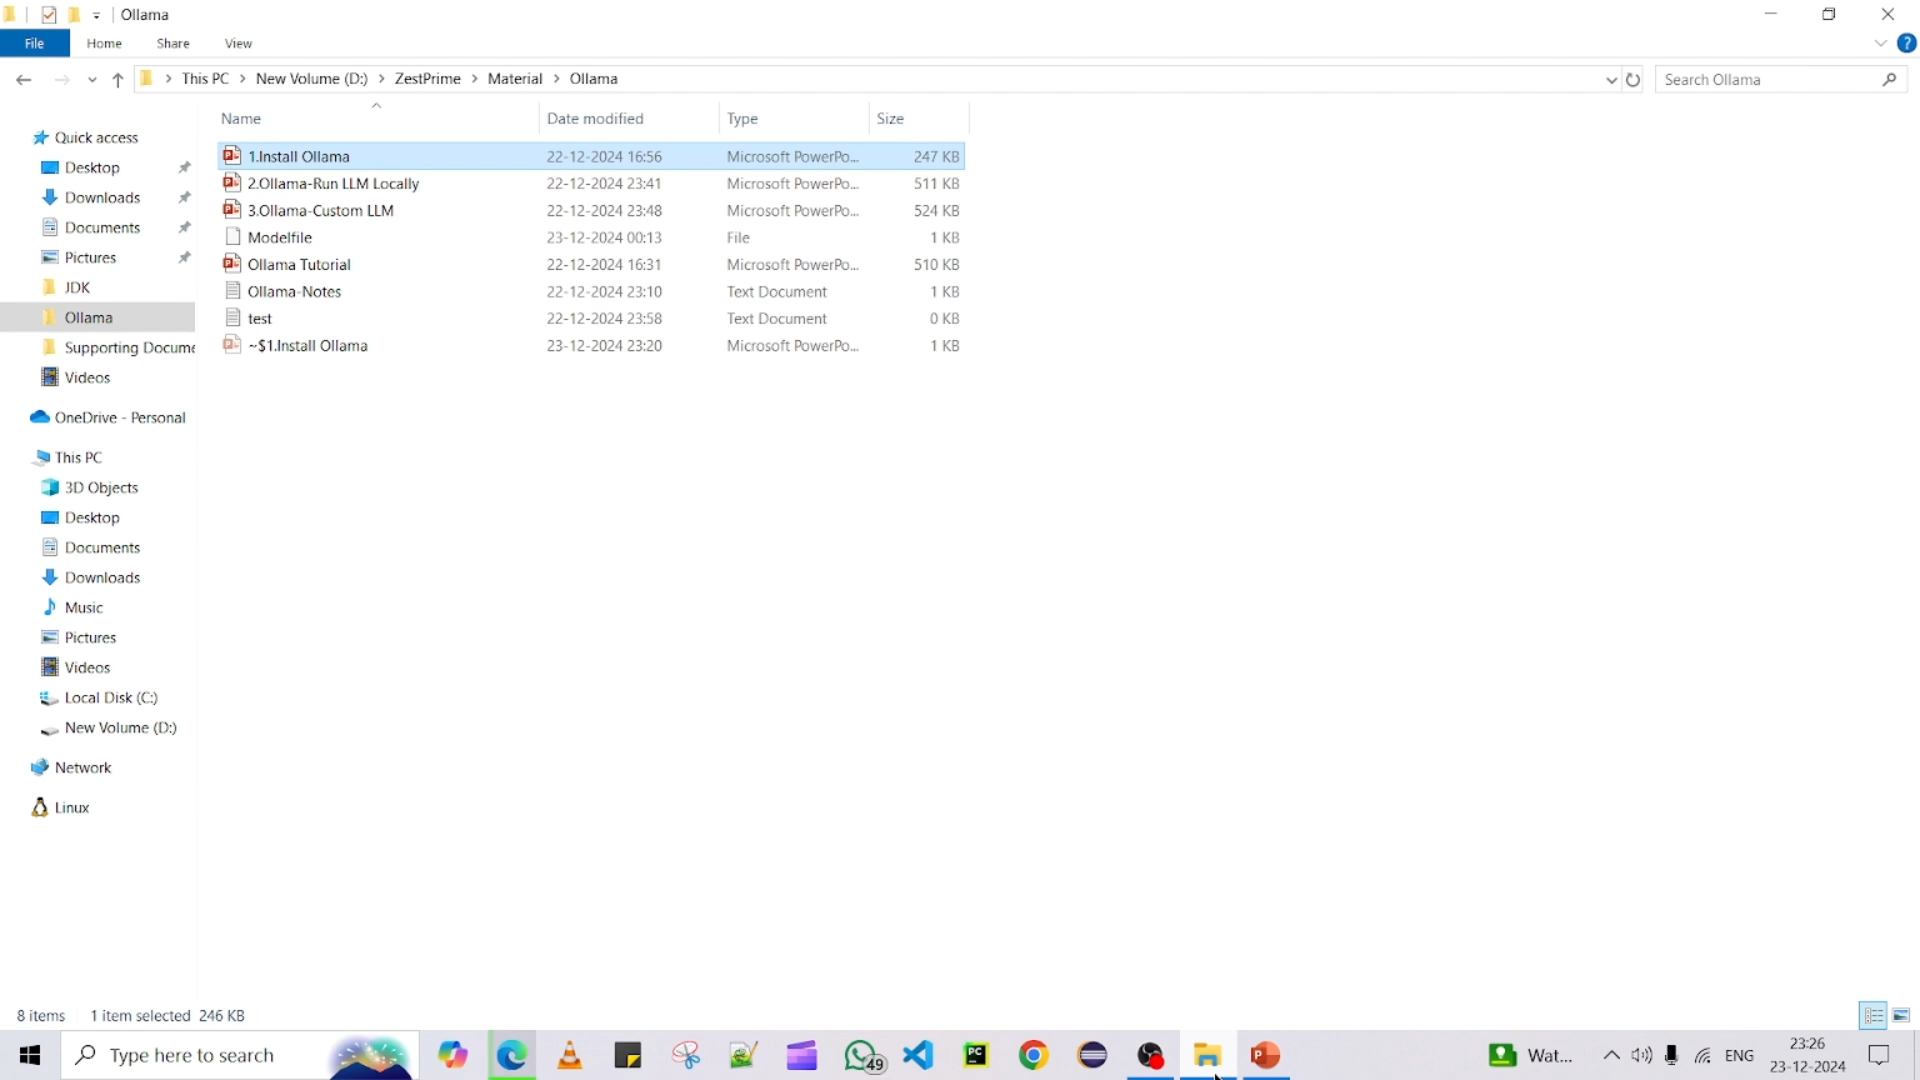 Ollama
File Home Share View
This PC > New Volume (D:) > ZestPrime > Material > Ollama
Search Ollama
Name Date modified Type Size
Quick access
Desktop
Downloads
Documents
Pictures
JDK
Ollama
Supporting Docume
Videos
OneDrive - Personal
This PC
3D Objects
Desktop
Documents
Downloads
Music
Pictures
Videos
Local Disk (C:)
New Volume (D:)
Network
Linux
1.Install Ollama 22-12-2024 16:56 Microsoft PowerPo... 247 KB
2.Ollama-Run LLM Locally 22-12-2024 23:41 Microsoft PowerPo... 511 KB
3.Ollama-Custom LLM 22-12-2024 23:48 Microsoft PowerPo... 524 KB
Modelfile 23-12-2024 00:13 File 1 KB
Ollama Tutorial 22-12-2024 16:31 Microsoft PowerPo... 510 KB
Ollama-Notes 22-12-2024 23:10 Text Document 1 KB
test 22-12-2024 23:58 Text Document 0 KB
~$1.Install Ollama 23-12-2024 23:20 Microsoft PowerPo... 1 KB
8 items 1 item selected 246 KB
Type here to search
49
PC
Wat...
ENG
23:26
23-12-2024